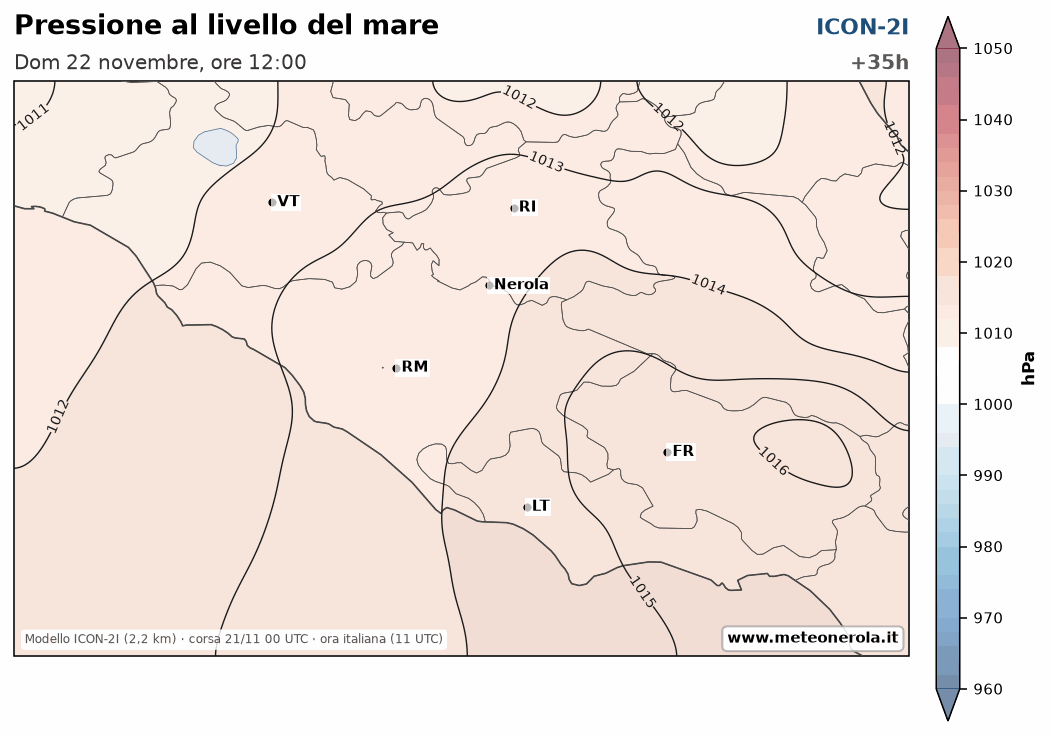 Pressione al livello del mare
ICON-2I
Dom 22 novembre, ore 12:00
+35h
1050
1011
1012
1012
1012
1040
1013
VT
RI
1030
1020
Nerola
1014
1010
RM
hPa
1000
1012
FR
1016
990
LT
980
1015
970
Modello ICON-2I (2,2 km) · corsa 21/11 00 UTC · ora italiana (11 UTC)
www.meteonerola.it
960